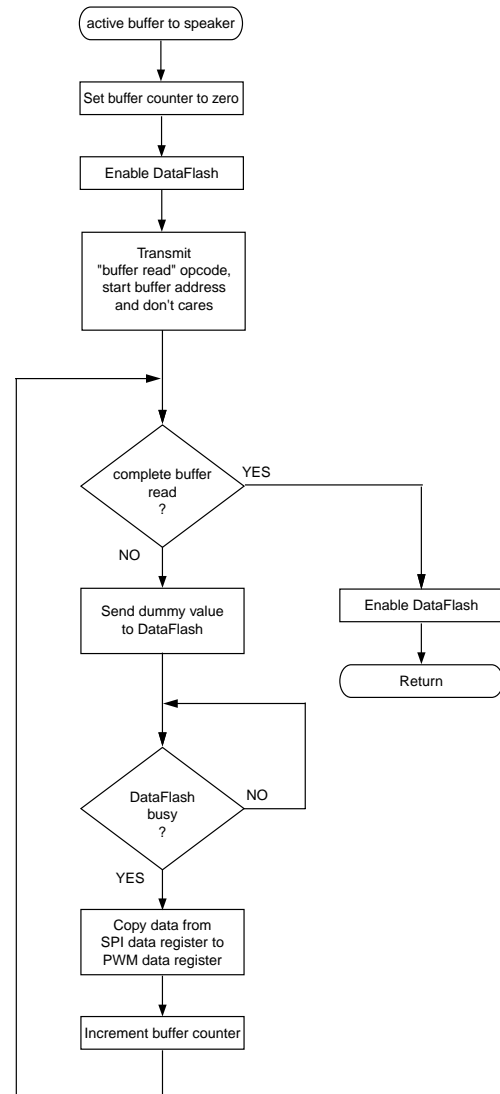 active buffer to speaker
Set buffer counter to zero
Enable DataFlash
Transmit
"buffer read" opcode,
start buffer address
and don't cares
complete buffer
read
?
YES
NO
Send dummy value
to DataFlash
Enable DataFlash
Return
DataFlash
busy
?
NO
YES
Copy data from
SPI data register to
PWM data register
Increment buffer counter